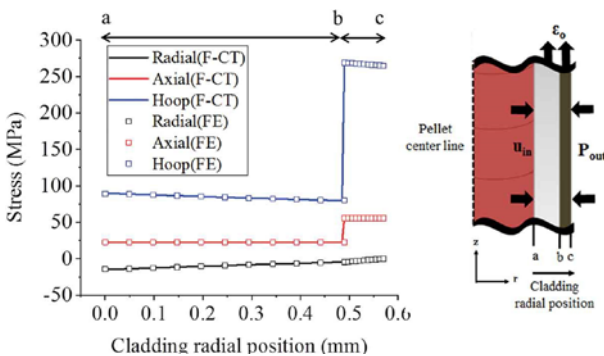 a
b
c
300
250
200
150
100
50
0
-50
Stress (MPa)
Radial(F-CT)
Axial(F-CT)
Hoop(F-CT)
Radial(FE)
Axial(FE)
Hoop(FE)
0.0 0.1 0.2 0.3 0.4 0.5 0.6
Cladding radial position (mm)
εo
Pellet
center line
uin
Pout
z
r
a b c
Cladding
radial position